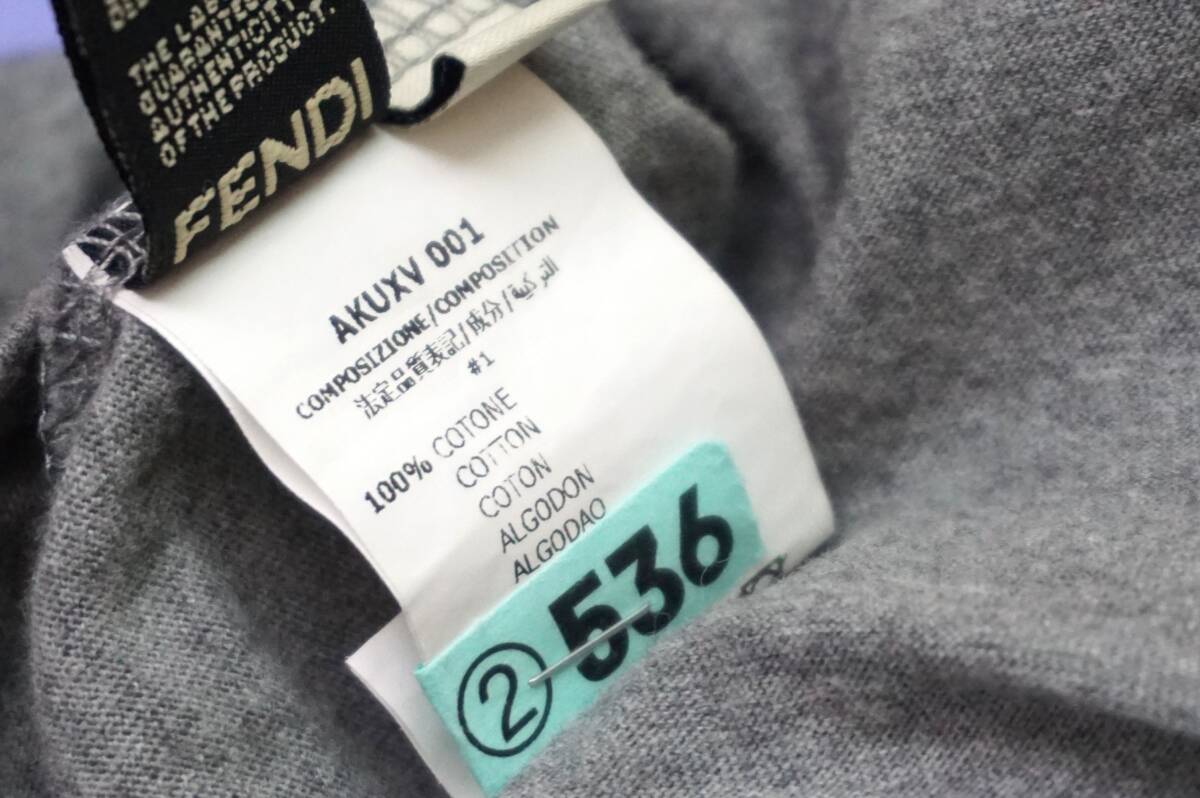 THE LABEL
GUARANTEES
AUTHENTICITY
OF THE PRODUCT.
FENDI
AKUXV 001
COMPOSIZIONE/COMPOSITION
法定品質表記/成分/التركيبة
#1
100% COTONE
COTTON
COTON
ALGODON
ALGODAO
② 536